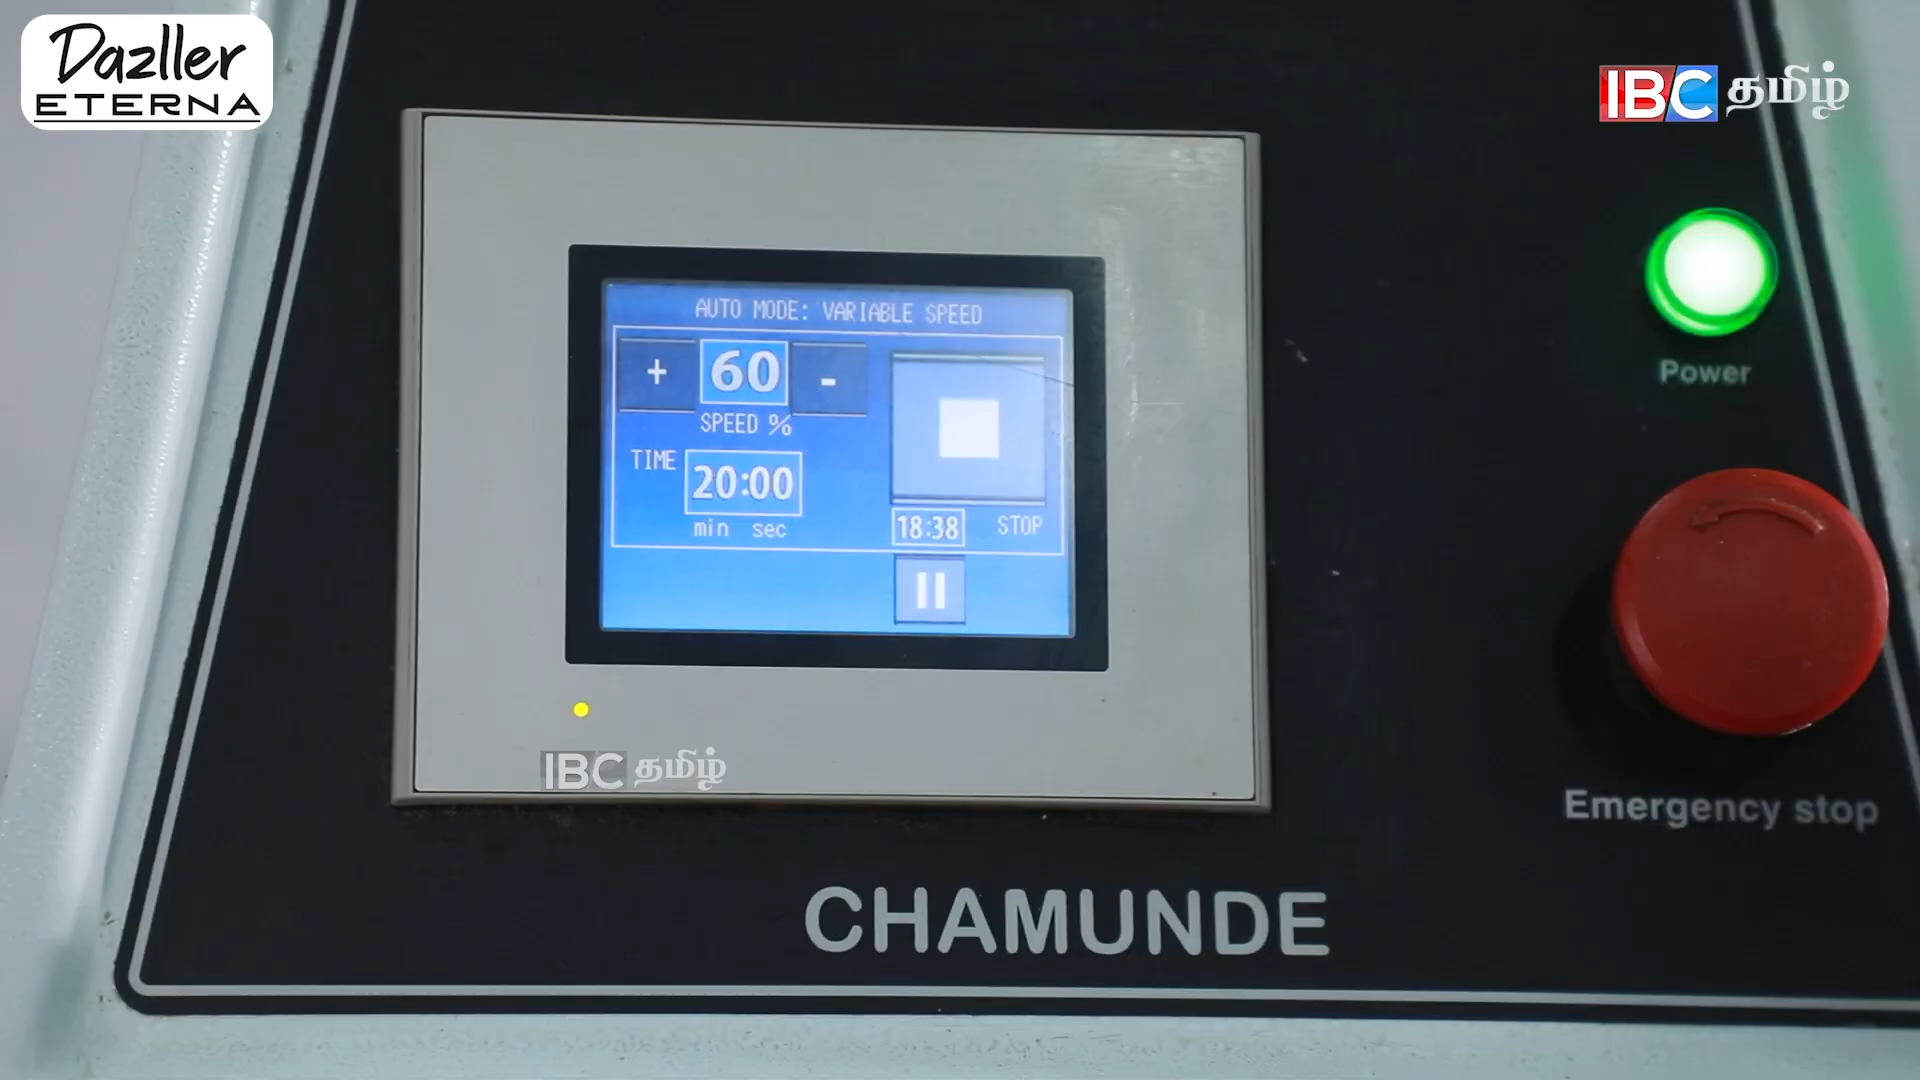 Dazller
ETERNA
IBC தமிழ்
AUTO MODE: VARIABLE SPEED
+ 60 -
SPEED %
TIME 20:00
min sec
18:38 STOP
Power
IBC தமிழ்
Emergency stop
CHAMUNDE